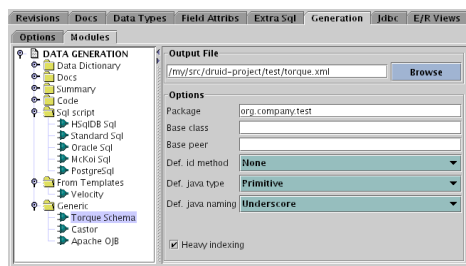 Revisions Docs Data Types Field Attribs Extra Sql Generation Jdbc E/R Views
Options Modules
DATA GENERATION
Data Dictionary
Docs
Summary
Code
Sql script
HSqlDB Sql
Standard Sql
Oracle Sql
McKoi Sql
PostgreSql
From Templates
Velocity
Generic
Torque Schema
Castor
Apache OJB
Output File
/my/src/druid-project/test/torque.xml Browse
Options
Package org.company.test
Base class
Base peer
Def. id method None
Def. java type Primitive
Def. java naming Underscore
Heavy indexing